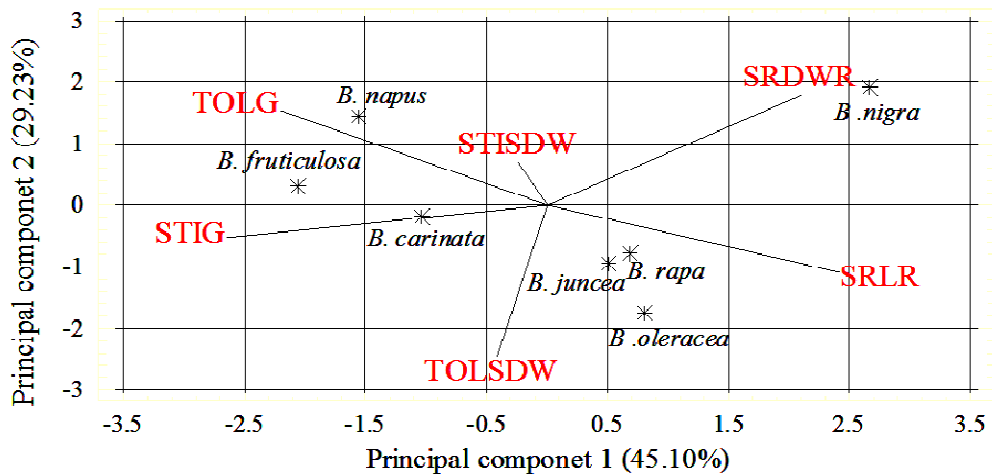 3
2
1
0
-1
-2
-3
Principal componet 2 (29.23%)
SRDWR
B .nigra
TOLG
B. napus
STISDW
B. fruticulosa
STIG
B. carinata
B. juncea
B. rapa
SRLR
B .oleracea
TOLSDW
-3.5 -2.5 -1.5 -0.5 0.5 1.5 2.5 3.5
Principal componet 1 (45.10%)